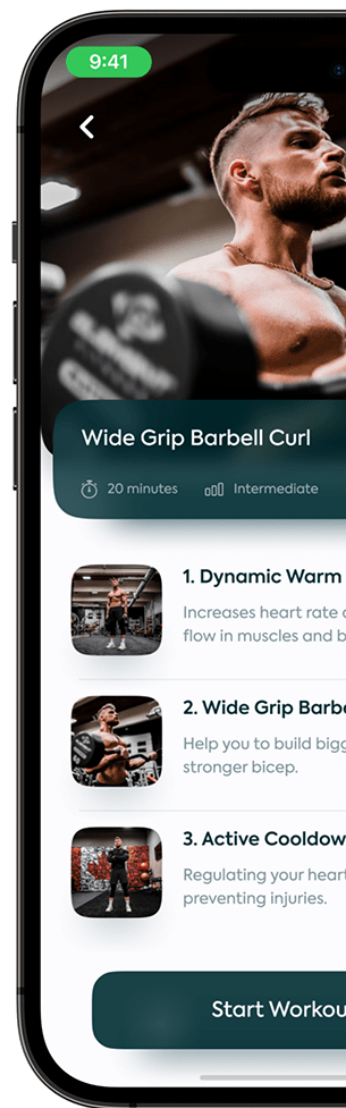 9:41
Wide Grip Barbell Curl
20 minutes
Intermediate
1. Dynamic Warm
Increases heart rate
flow in muscles and b
2. Wide Grip Barbe
Help you to build bigg
stronger bicep.
3. Active Cooldow
Regulating your heart
preventing injuries.
Start Workou